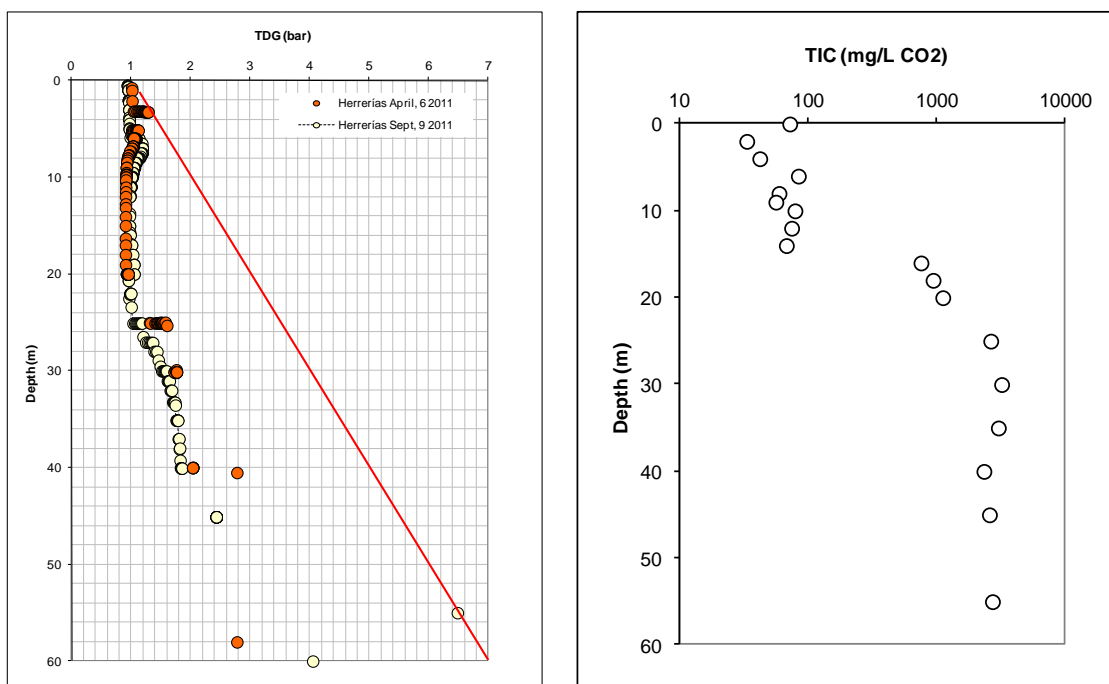 TDG (bar)
0 1 2 3 4 5 6 7
0
10
20
30
40
50
60
Depth (m)
Herrerías April, 6 2011
Herrerías Sept, 9 2011
TIC (mg/L CO2)
10 100 1000 10000
0
10
20
30
40
50
60
Depth (m)